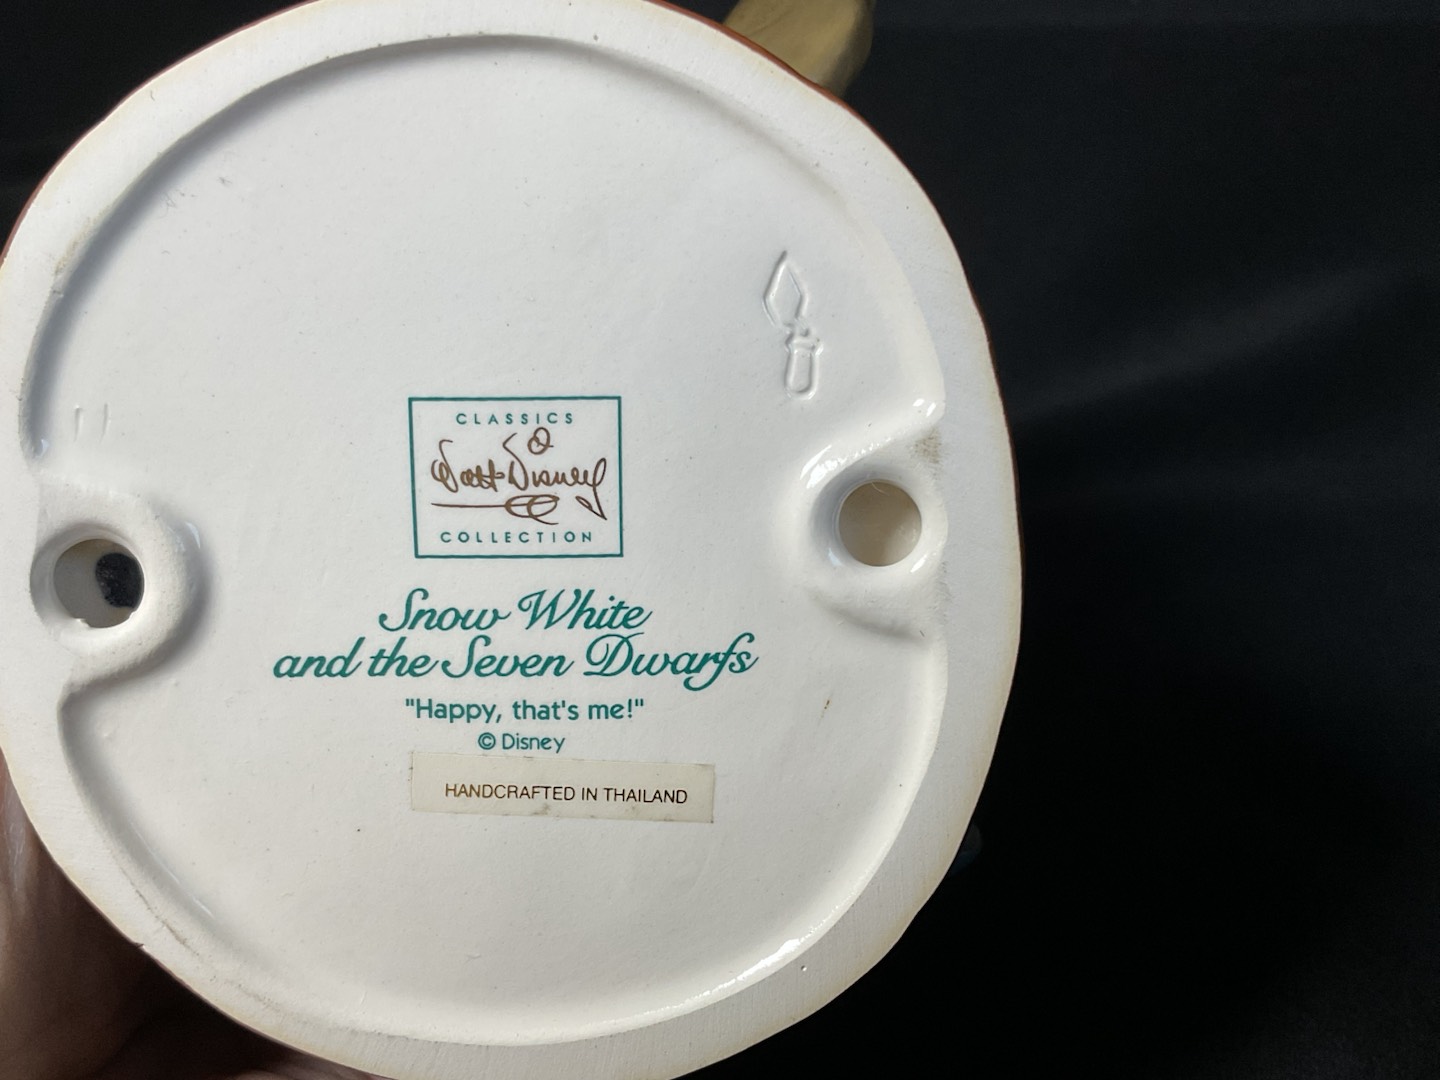 CLASSICS
Walt Disney
COLLECTION
Snow White
and the Seven Dwarfs
"Happy, that's me!"
© Disney
HANDCRAFTED IN THAILAND